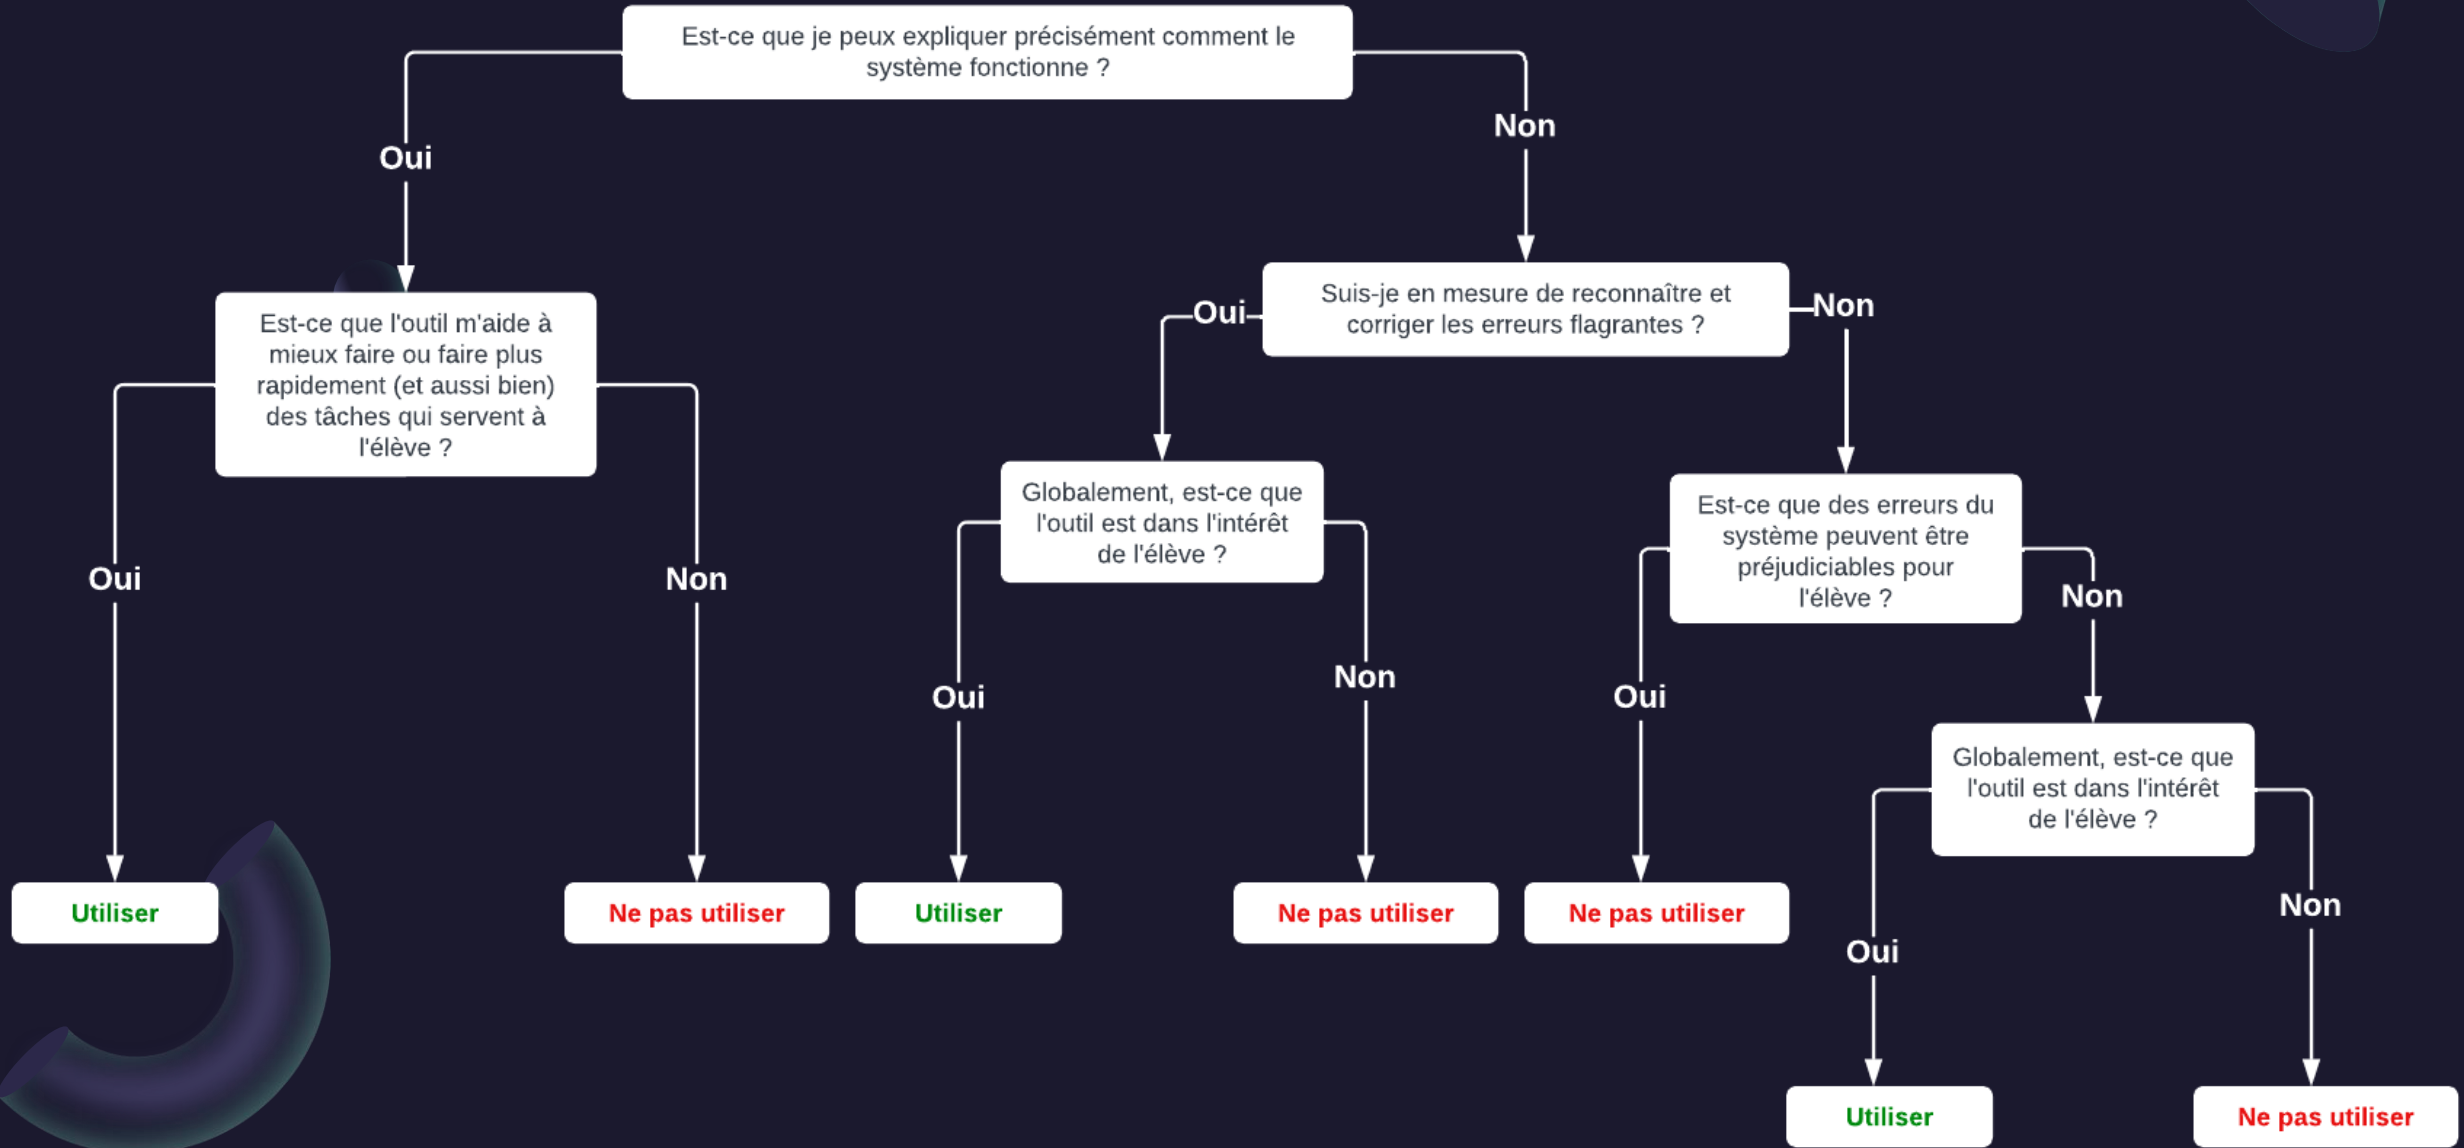 Est-ce que je peux expliquer précisément comment le
système fonctionne ?
Oui
Non
Est-ce que l'outil m'aide à
mieux faire ou faire plus
rapidement (et aussi bien)
des tâches qui servent à
l'élève ?
Oui
Non
Utiliser
Ne pas utiliser
Suis-je en mesure de reconnaître et
corriger les erreurs flagrantes ?
Oui
Non
Globalement, est-ce que
l'outil est dans l'intérêt
de l'élève ?
Oui
Non
Utiliser
Ne pas utiliser
Est-ce que des erreurs du
système peuvent être
préjudiciables pour
l'élève ?
Oui
Non
Ne pas utiliser
Globalement, est-ce que
l'outil est dans l'intérêt
de l'élève ?
Oui
Non
Utiliser
Ne pas utiliser